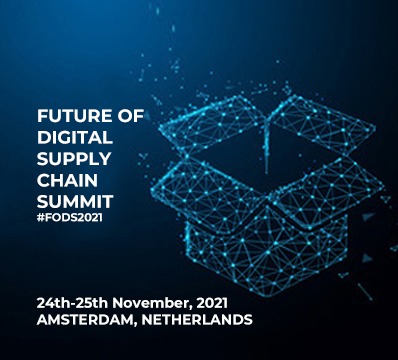 FUTURE OF
DIGITAL
SUPPLY
CHAIN
SUMMIT
#FODS2021
24th-25th November, 2021
AMSTERDAM, NETHERLANDS